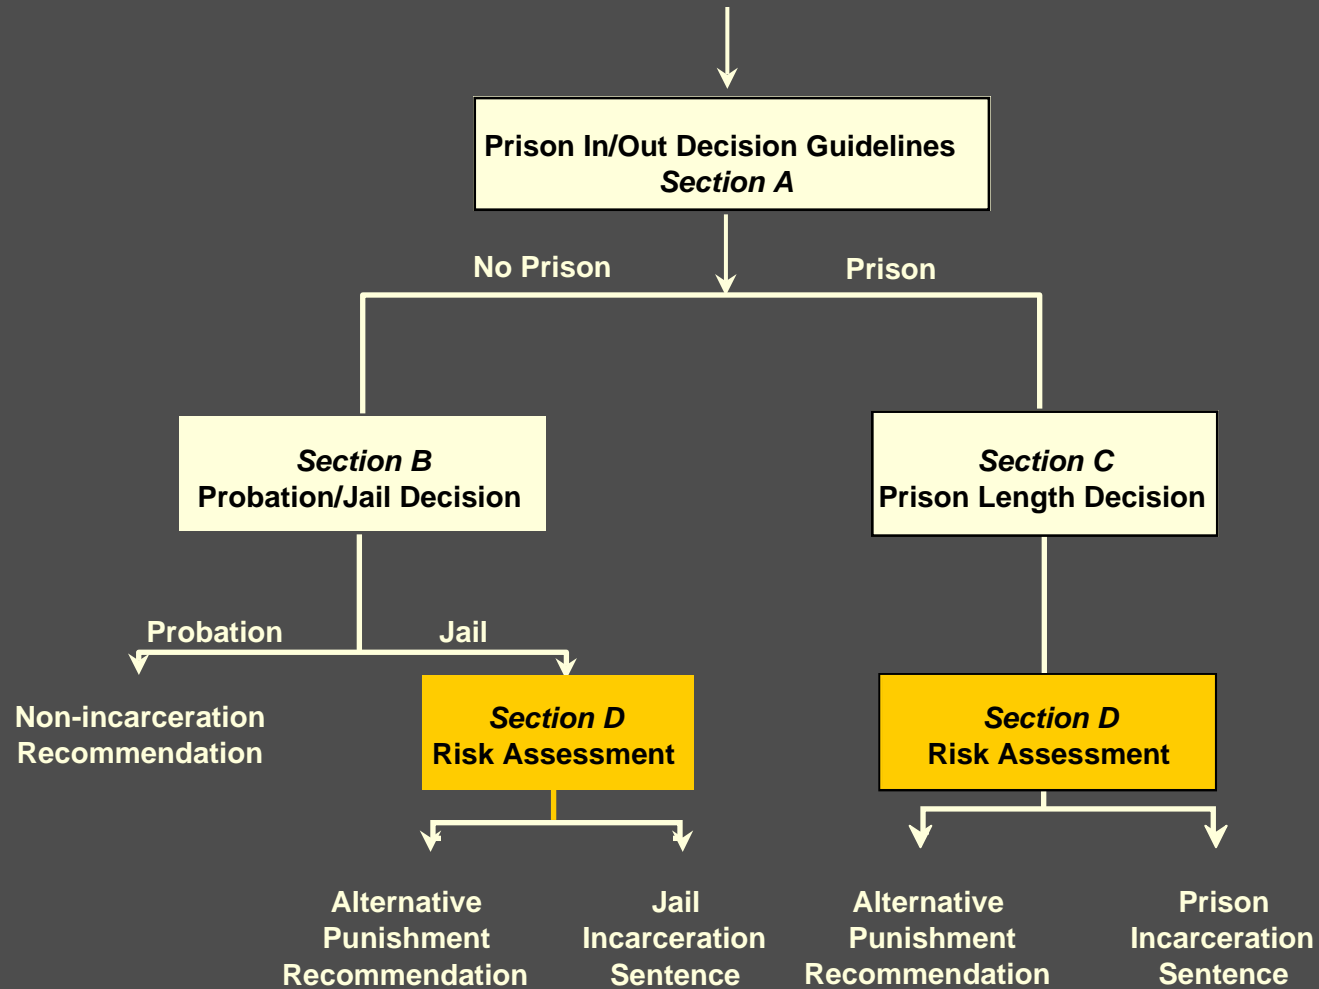 Prison In/Out Decision Guidelines
Section A
No Prison
Prison
Section B
Probation/Jail Decision
Section C
Prison Length Decision
Probation
Jail
Non-incarceration
Recommendation
Section D
Risk Assessment
Section D
Risk Assessment
Alternative
Punishment
Recommendation
Jail
Incarceration
Sentence
Alternative
Punishment
Recommendation
Prison
Incarceration
Sentence